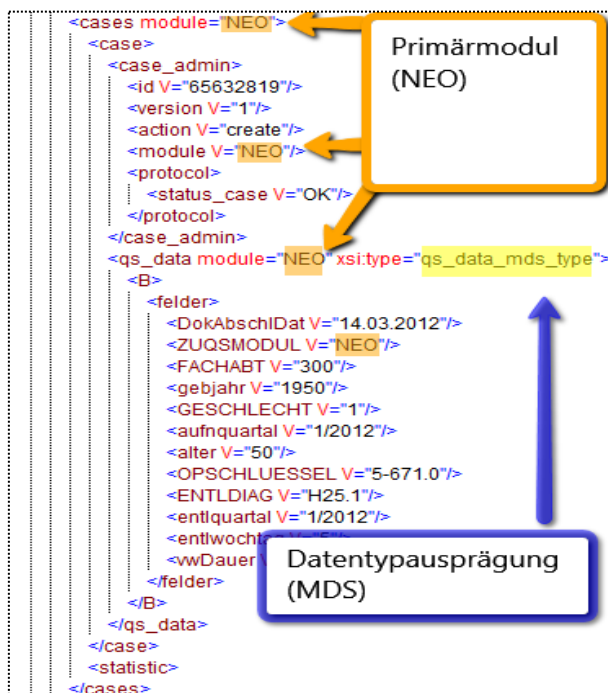 <cases module="NEO">
<case>
<case_admin>
<id V="65632819"/>
<version V="1"/>
<action V="create"/>
<module V="NEO"/>
<protocol>
<status_case V="OK"/>
</protocol>
</case_admin>
<qs_data module="NEO" xsi:type="qs_data_mds_type">
<B>
<felder>
<DokAbschlDat V="14.03.2012"/>
<ZUQSMODUL V="NEO"/>
<FACHABT V="300"/>
<gebjahr V="1950"/>
<GESCHLECHT V="1"/>
<aufnquartal V="1/2012"/>
<alter V="50"/>
<OPSCHLUESSEL V="5-671.0"/>
<ENTLDIAG V="H25.1"/>
<entlquartal V="1/2012"/>
<entlwochtag
<vwDauer
</felder>
</B>
</qs_data>
</case>
<statistic>
</cases>
Primärmodul
(NEO)
Datentypausprägung
(MDS)